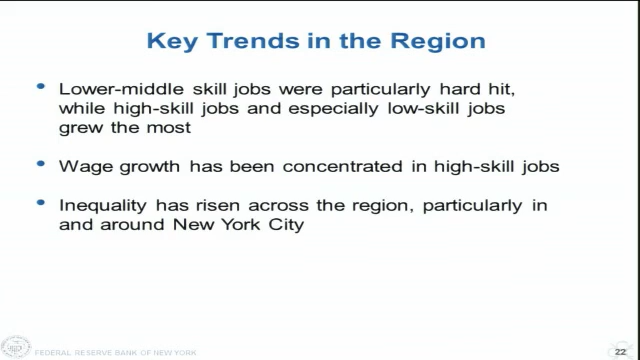 Key Trends in the Region
• Lower-middle skill jobs were particularly hard hit,
while high-skill jobs and especially low-skill jobs
grew the most
• Wage growth has been concentrated in high-skill jobs
• Inequality has risen across the region, particularly in
and around New York City
FEDERAL RESERVE BANK OF NEW YORK
22